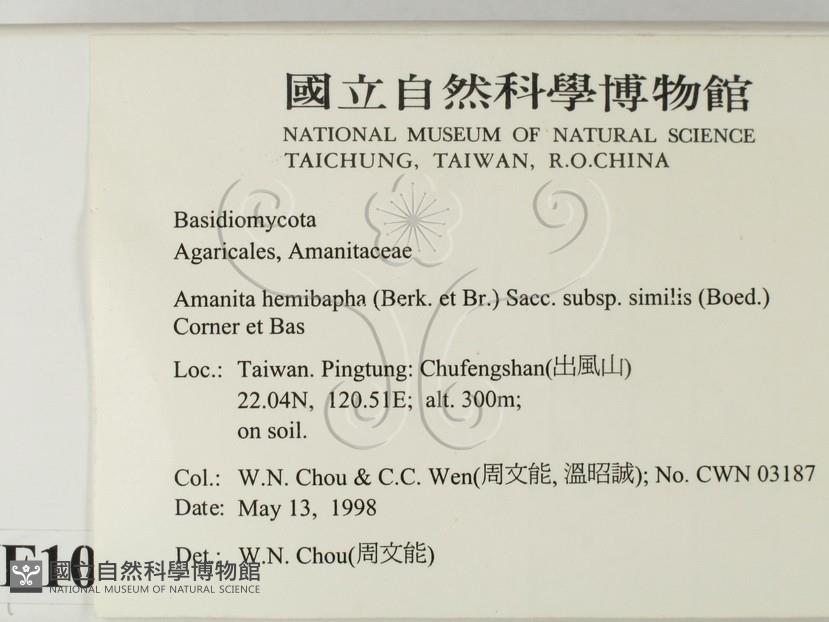 國立自然科學博物館
NATIONAL MUSEUM OF NATURAL SCIENCE
TAICHUNG, TAIWAN, R.O.CHINA
Basidiomycota
Agaricales, Amanitaceae
Amanita hemibapha (Berk. et Br.) Sacc. subsp. similis (Boed.)
Corner et Bas
Loc.: Taiwan. Pingtung: Chufengshan(出風山)
22.04N, 120.51E; alt. 300m;
on soil.
Col.: W.N. Chou & C.C. Wen(周文能, 溫昭誠); No. CWN 03187
Date: May 13, 1998
Det.: W.N. Chou(周文能)
國立自然科學博物館
NATIONAL MUSEUM OF NATURAL SCIENCE